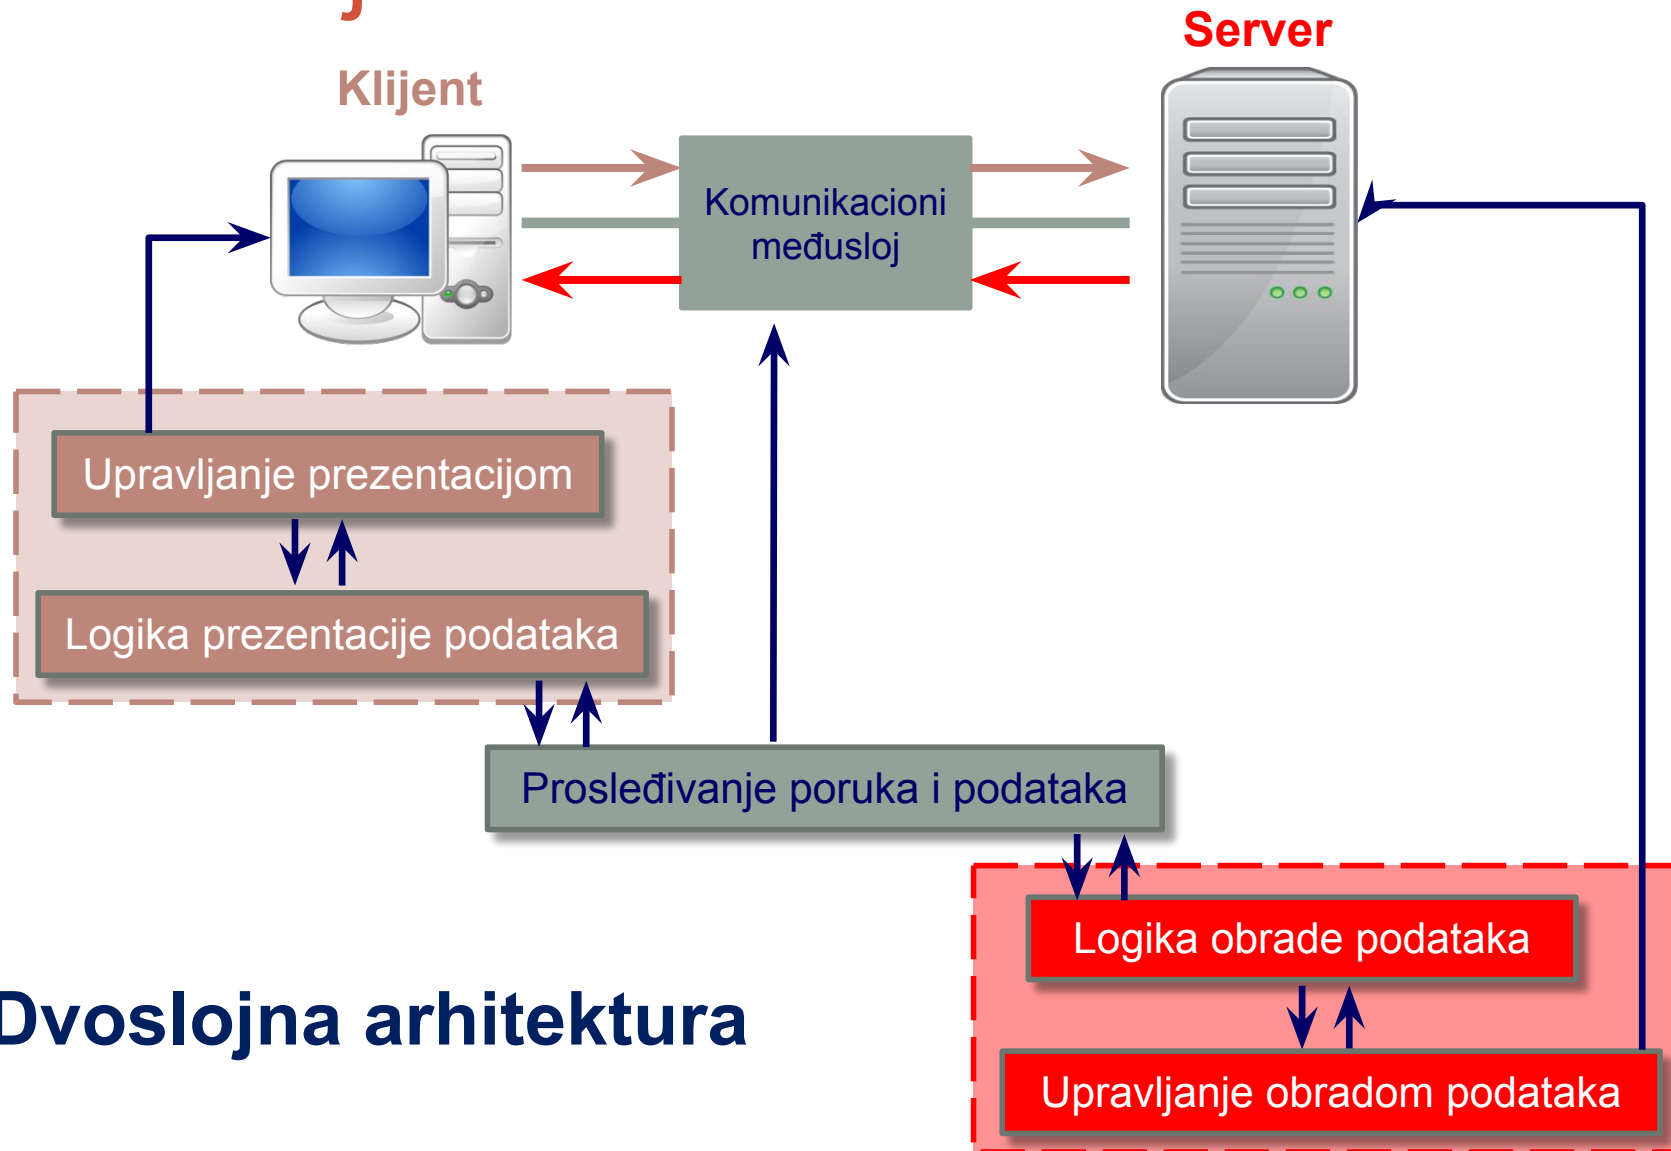 Server
Klijent
Komunikacioni
međusloj
Upravljanje prezentacijom
Logika prezentacije podataka
Prosleđivanje poruka i podataka
Logika obrade podataka
Dvoslojna arhitektura
Upravljanje obradom podataka